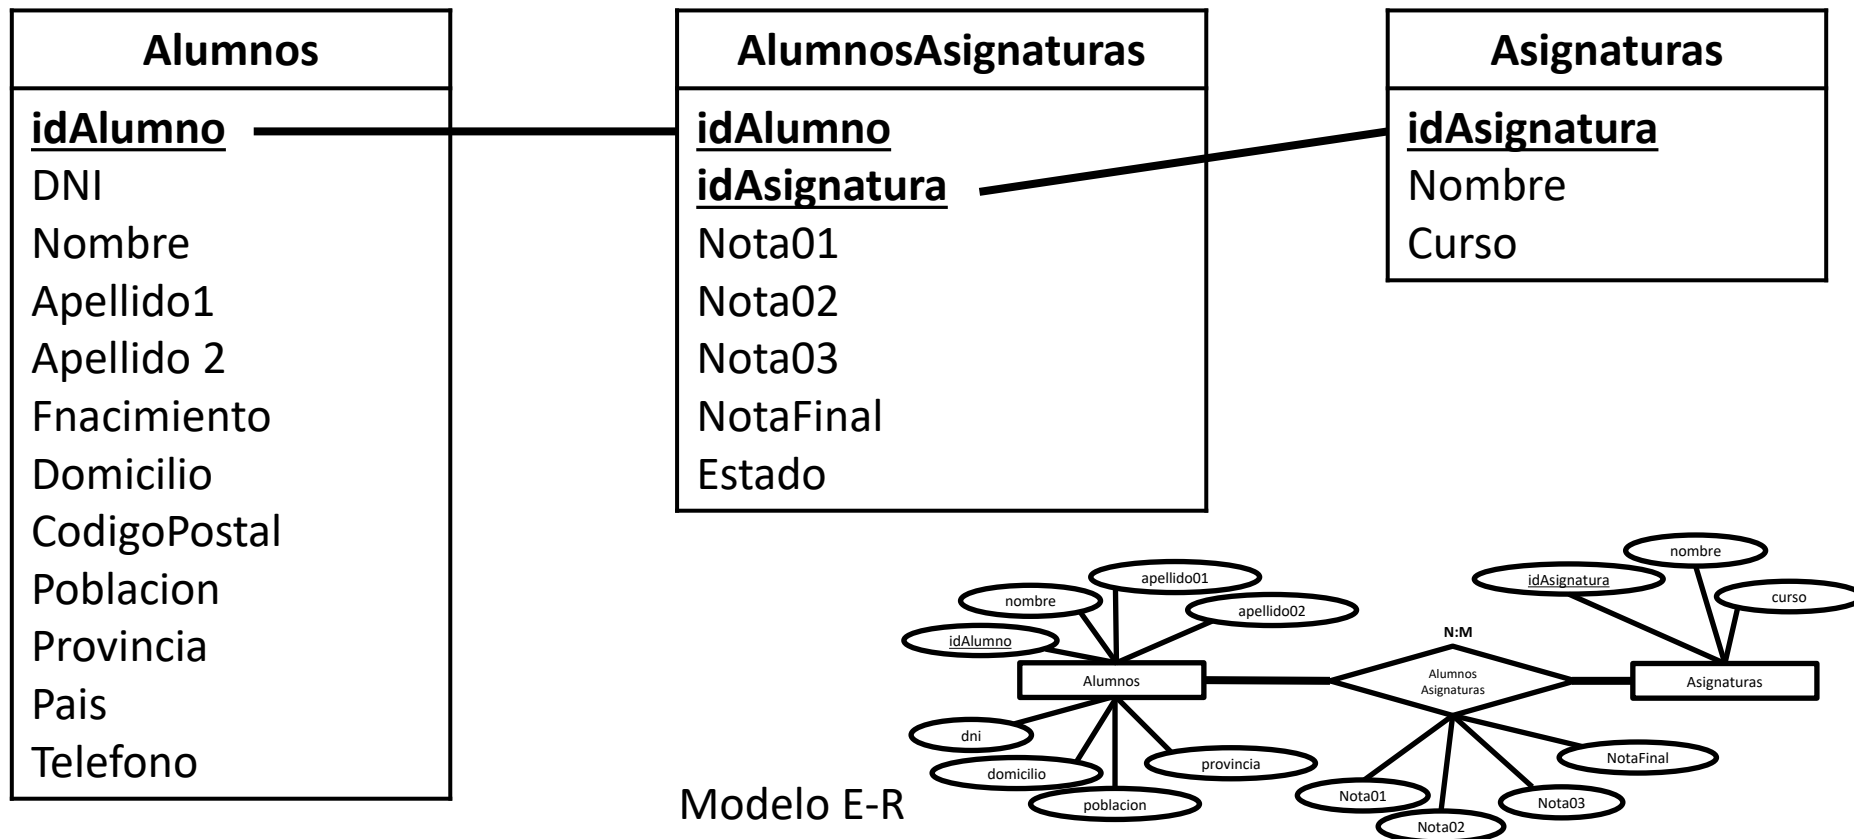 Alumnos
idAlumno
DNI
Nombre
Apellido1
Apellido 2
Fnacimiento
Domicilio
CodigoPostal
Poblacion
Provincia
Pais
Telefono
AlumnosAsignaturas
idAlumno
idAsignatura
Nota01
Nota02
Nota03
NotaFinal
Estado
Asignaturas
idAsignatura
Nombre
Curso
Modelo E-R
idAlumno
nombre
apellido01
apellido02
Alumnos
dni
domicilio
poblacion
provincia
N:M
Alumnos
Asignaturas
Nota01
Nota02
Nota03
NotaFinal
idAsignatura
nombre
curso
Asignaturas